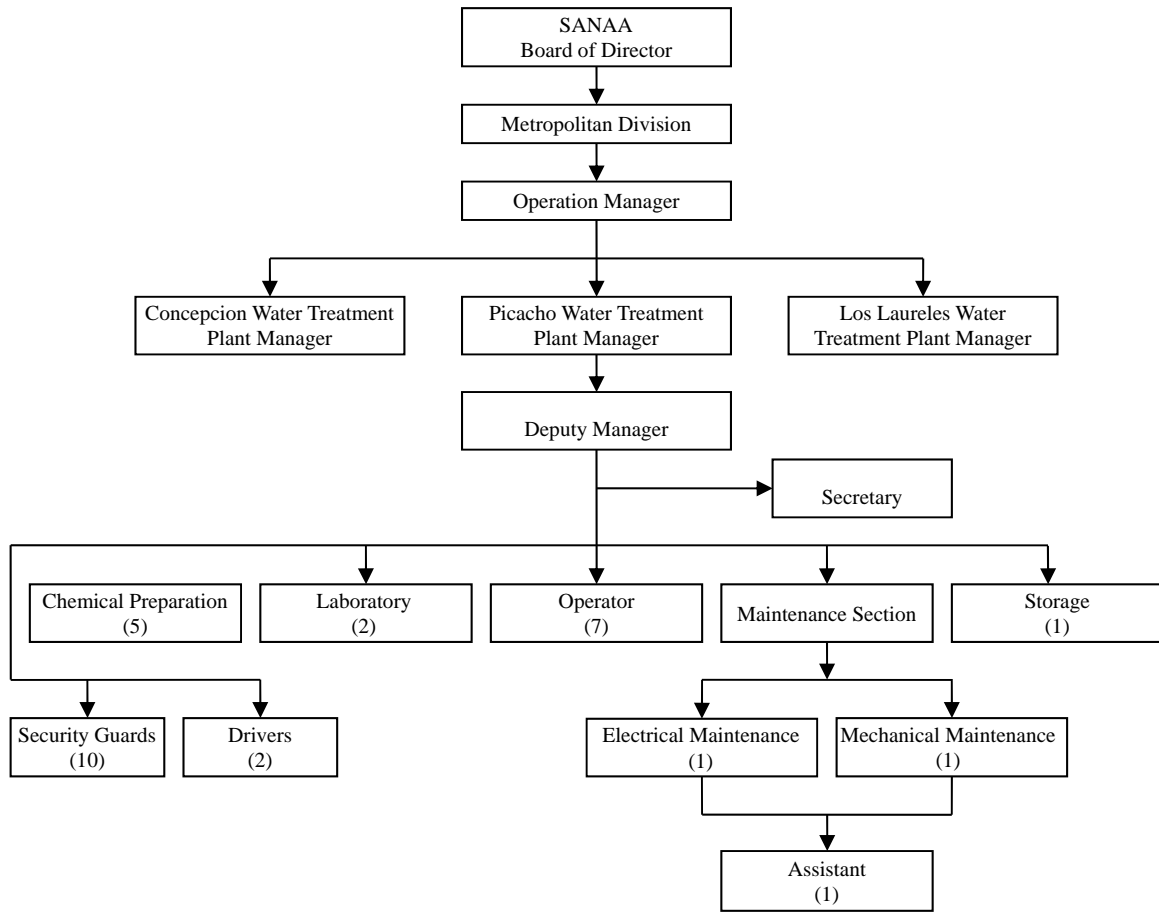 SANAA
Board of Director
Metropolitan Division
Operation Manager
Concepcion Water Treatment
Plant Manager
Picacho Water Treatment
Plant Manager
Los Laureles Water
Treatment Plant Manager
Deputy Manager
Secretary
Chemical Preparation
(5)
Laboratory
(2)
Operator
(7)
Maintenance Section
Storage
(1)
Security Guards
(10)
Drivers
(2)
Electrical Maintenance
(1)
Mechanical Maintenance
(1)
Assistant
(1)